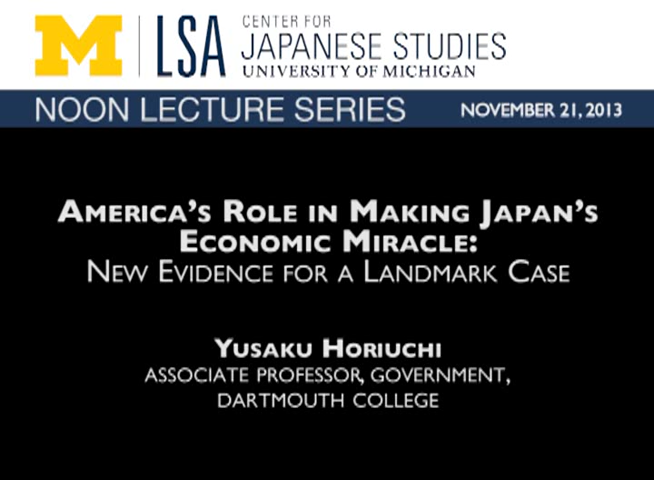 M LSA CENTER FOR
JAPANESE STUDIES
UNIVERSITY OF MICHIGAN
NOON LECTURE SERIES NOVEMBER 21, 2013
AMERICA'S ROLE IN MAKING JAPAN'S
ECONOMIC MIRACLE:
NEW EVIDENCE FOR A LANDMARK CASE
YUSAKU HORIUCHI
ASSOCIATE PROFESSOR, GOVERNMENT,
DARTMOUTH COLLEGE